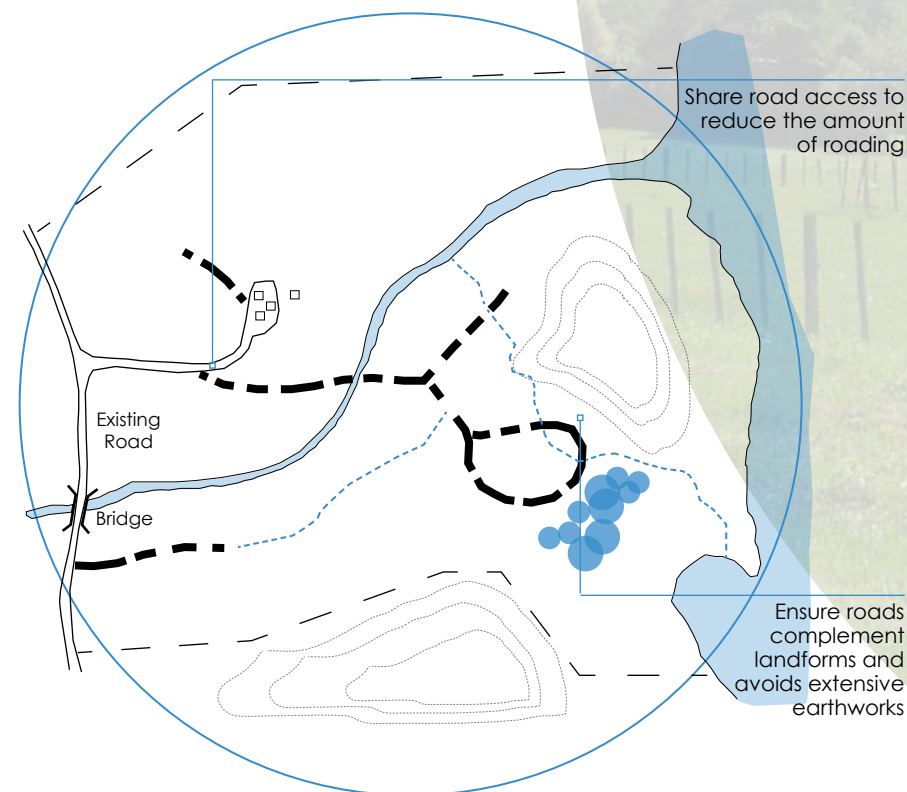 Share road access to
reduce the amount
of roading
Existing
Road
Bridge
Ensure roads
complement
landforms and
avoids extensive
earthworks